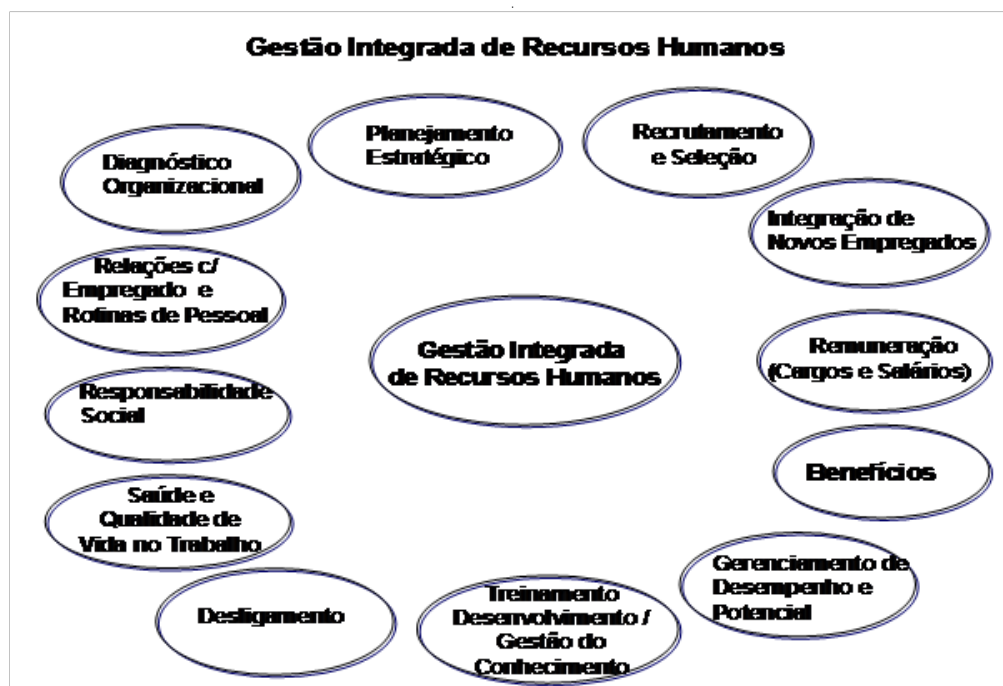 Gestão Integrada de Recursos Humanos
Planejamento
Estratégico
Recrutamento
e Seleção
Diagnóstico
Organizacional
Integração de
Novos Empregados
Relações c/
Empregado e
Rotinas de Pessoal
Gestão Integrada
de Recursos Humanos
Remuneração
(Cargos e Salários)
Responsabilidade
Social
Benefícios
Saúde e
Qualidade de
Vida no Trabalho
Gerenciamento de
Desempenho e
Potencial
Desligamento
Treinamento
Desenvolvimento /
Gestão do
Conhecimento